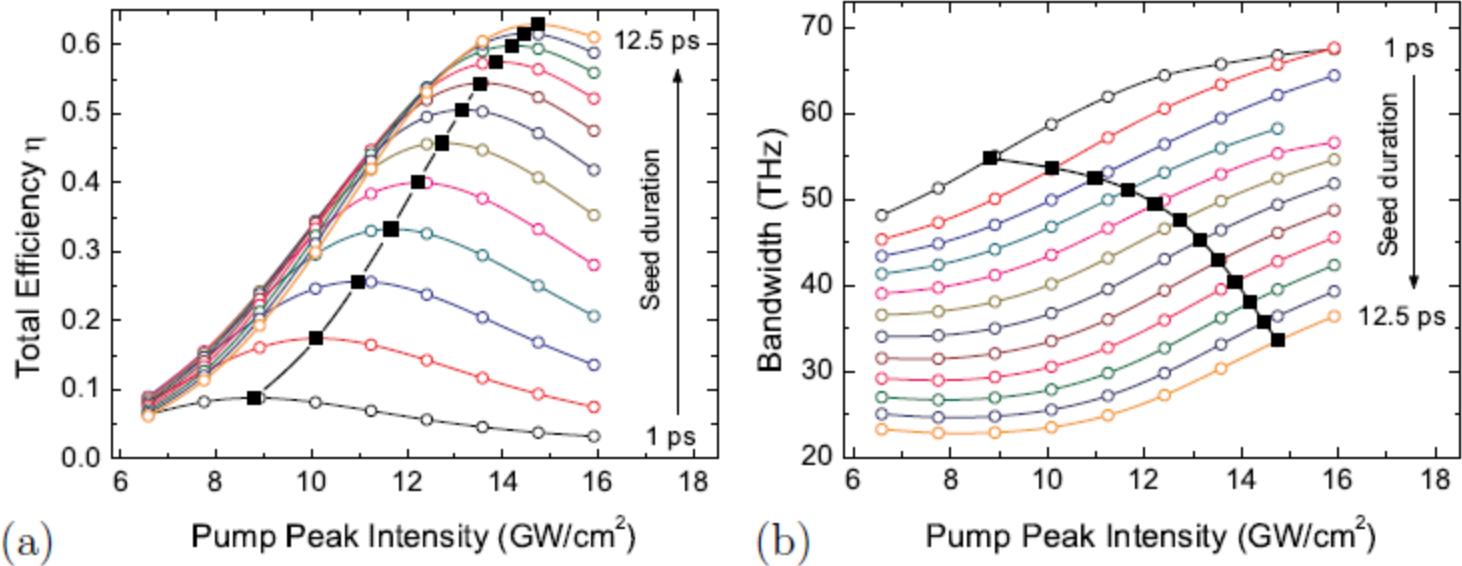 Total Efficiency η
0.6
0.5
0.4
0.3
0.2
0.1
0.0
6 8 10 12 14 16 18
Pump Peak Intensity (GW/cm²)
12.5 ps
Seed duration
1 ps
(a)
Bandwidth (THz)
70
60
50
40
30
20
6 8 10 12 14 16 18
Pump Peak Intensity (GW/cm²)
1 ps
Seed duration
12.5 ps
(b)